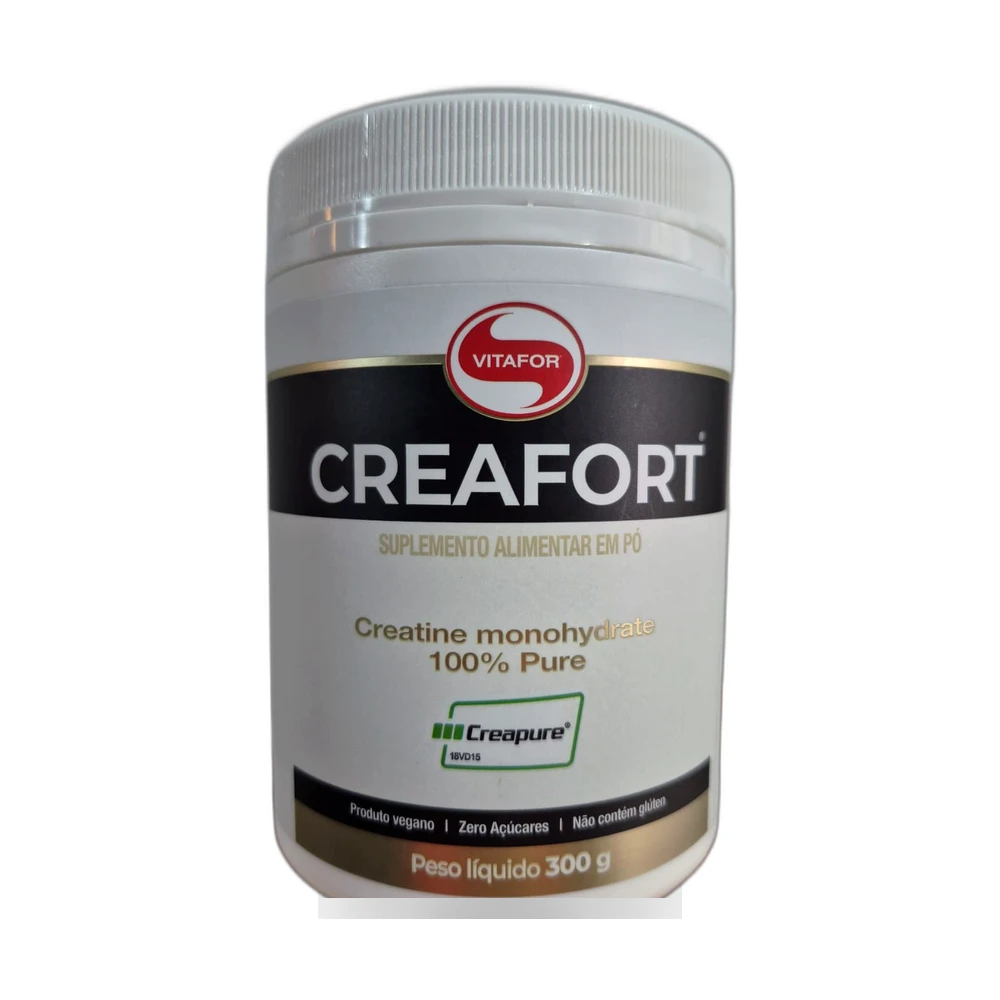 VITAFOR
CREAFORT®
SUPLEMENTO ALIMENTAR EM PÓ
Creatine monohydrate
100% Pure
Creapure®
18VD15
Produto vegano | Zero Açúcares | Não contém glúten
Peso líquido 300 g